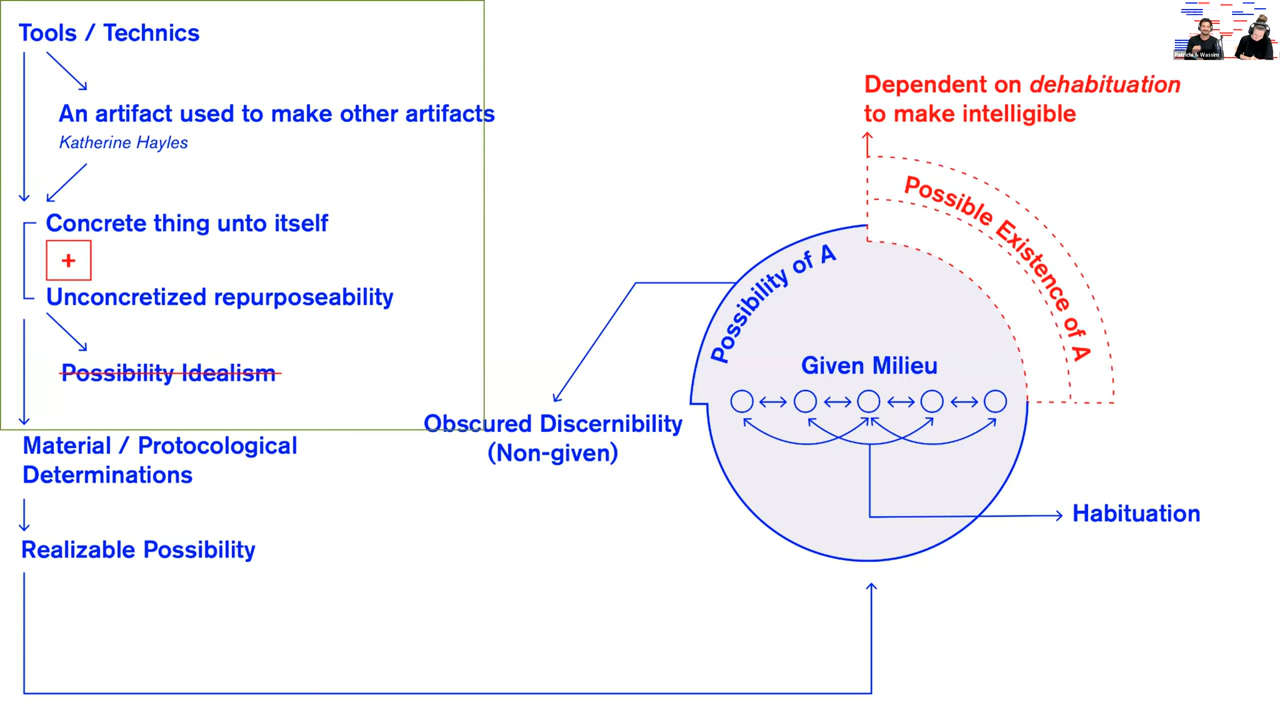 Tools / Technics
An artifact used to make other artifacts
Katherine Hayles
Concrete thing unto itself
+
Unconcretized repurposeability
Possibility Idealism
Material / Protocological
Determinations
Realizable Possibility
Obscured Discernibility
(Non-given)
Possibility of A
Given Milieu
Habituation
Dependent on dehabituation
to make intelligible
Possible Existence of A
Patricia & Wassim